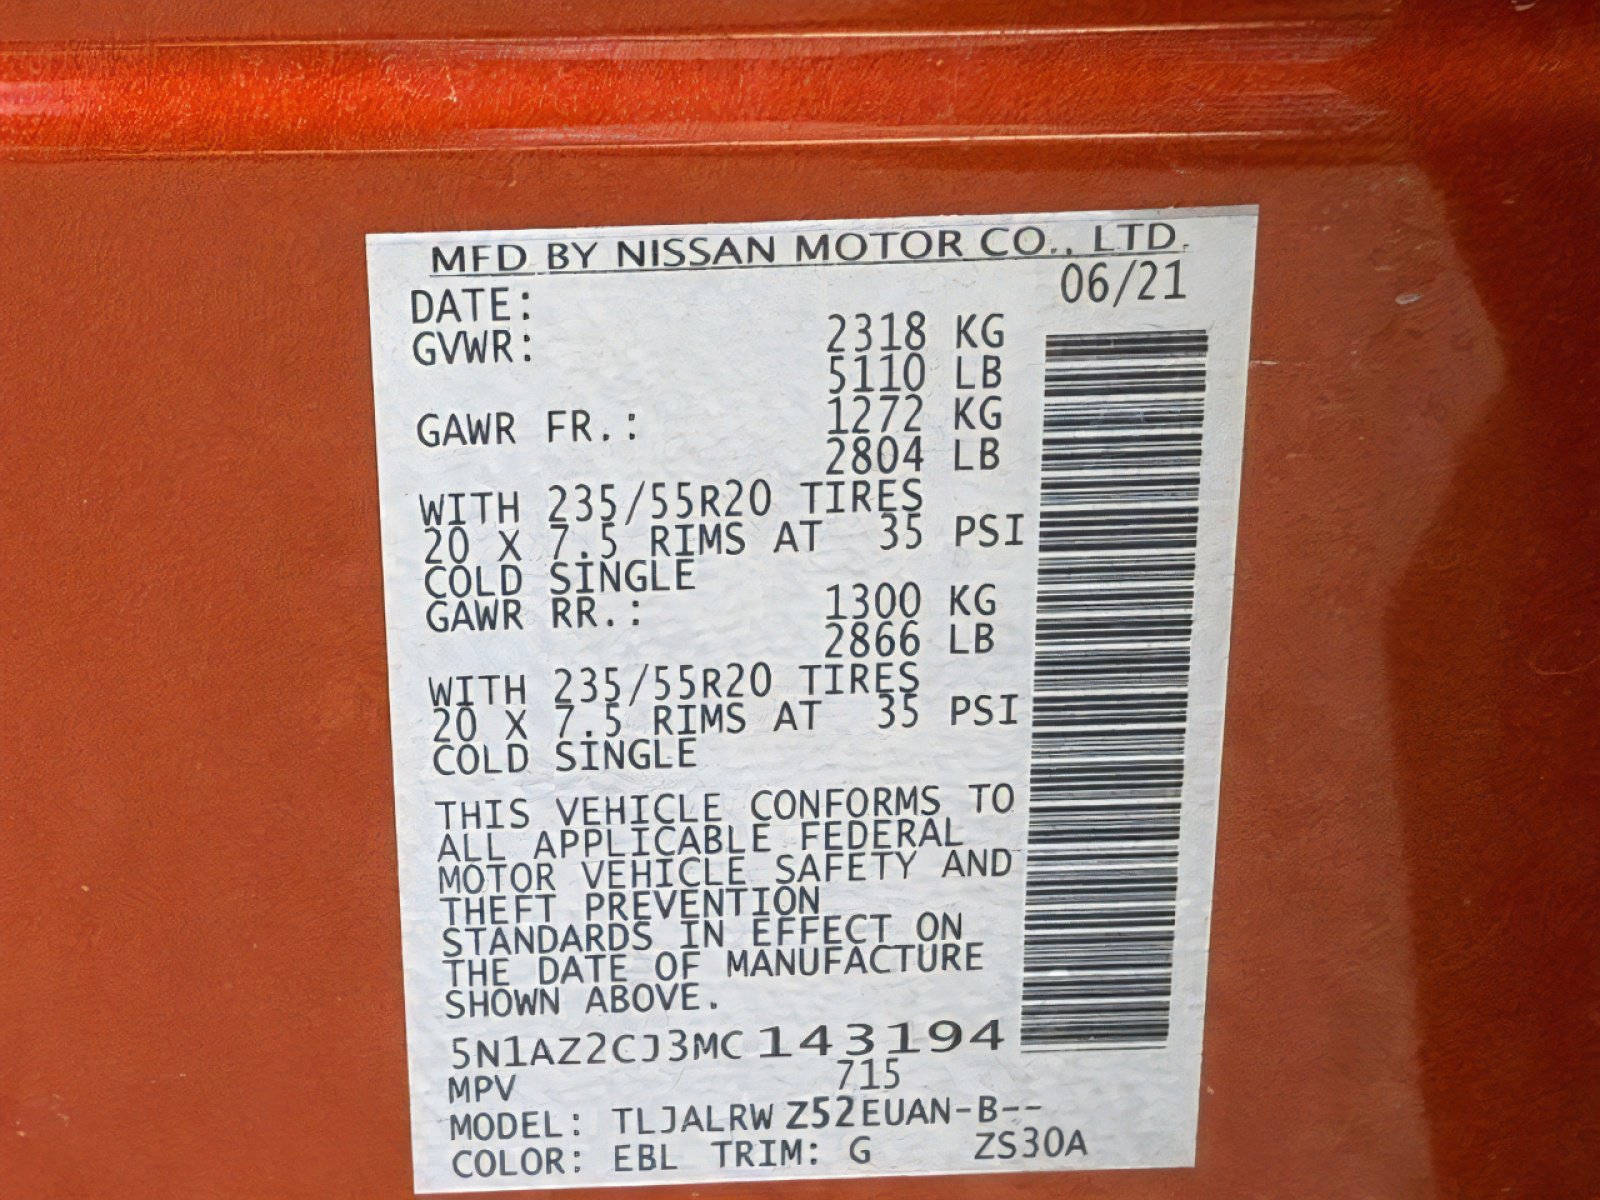 MFD BY NISSAN MOTOR CO., LTD.
DATE: 06/21
GVWR: 2318 KG
5110 LB
GAWR FR.: 1272 KG
2804 LB
WITH 235/55R20 TIRES
20 X 7.5 RIMS AT 35 PSI
COLD SINGLE
GAWR RR.: 1300 KG
2866 LB
WITH 235/55R20 TIRES
20 X 7.5 RIMS AT 35 PSI
COLD SINGLE
THIS VEHICLE CONFORMS TO
ALL APPLICABLE FEDERAL
MOTOR VEHICLE SAFETY AND
THEFT PREVENTION
STANDARDS IN EFFECT ON
THE DATE OF MANUFACTURE
SHOWN ABOVE.
5N1AZ2CJ3MC143194
MPV 715
MODEL: TLJALRW Z52EUAN-B--
COLOR: EBL TRIM: G ZS30A